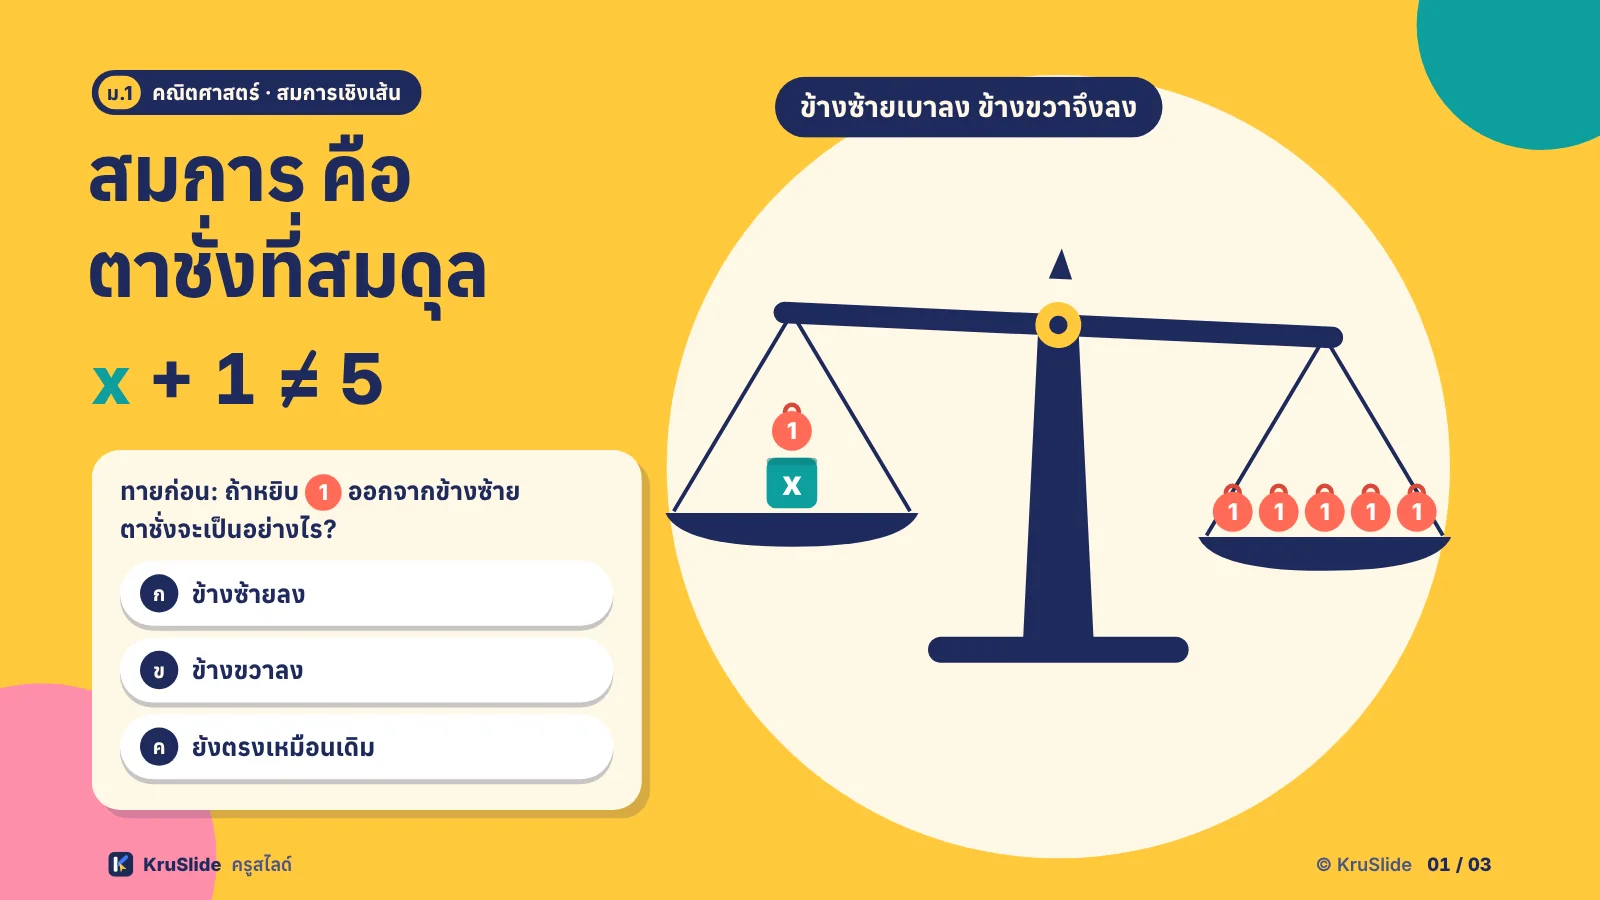 ม.1 คณิตศาสตร์ · สมการเชิงเส้น
สมการ คือ
ตาชั่งที่สมดุล
x + 1 ≠ 5
ทายก่อน: ถ้าหยิบ 1 ออกจากข้างซ้าย
ตาชั่งจะเป็นอย่างไร?
ก ข้างซ้ายลง
ข ข้างขวาลง
ค ยังตรงเหมือนเดิม
ข้างซ้ายเบาลง ข้างขวาจึงลง
1
x
1 1 1 1 1
KruSlide ครูสไลด์
© KruSlide 01 / 03